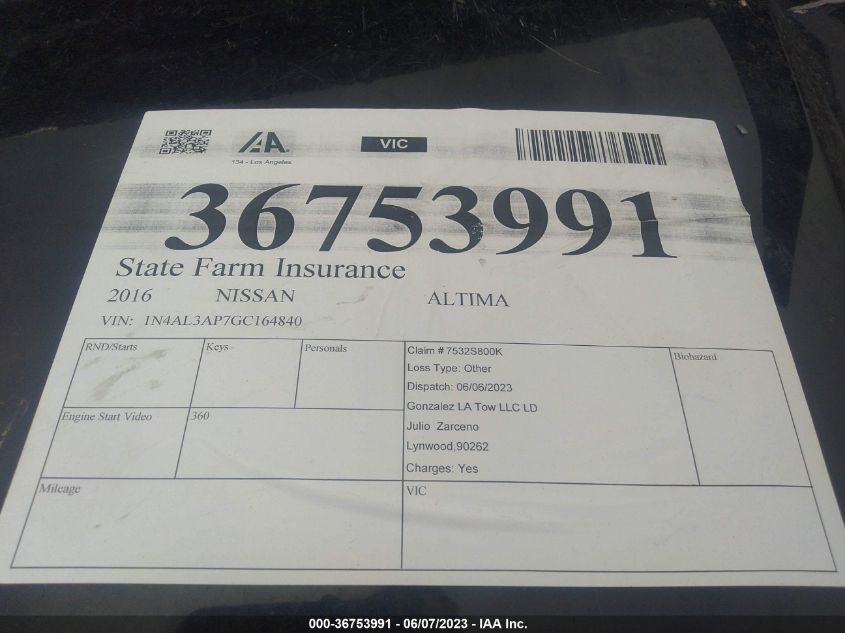 IAA
134 - Los Angeles
VIC
36753991
State Farm Insurance
2016 NISSAN ALTIMA
VIN: 1N4AL3AP7GC164840
RND/Starts
Keys
Personals
Claim # 7532S800K
Loss Type: Other
Dispatch: 06/06/2023
Gonzalez LA Tow LLC LD
Julio Zarceno
Lynwood,90262
Charges: Yes
Biohazard
Engine Start Video
360
Mileage
VIC
000-36753991 - 06/07/2023 - IAA Inc.